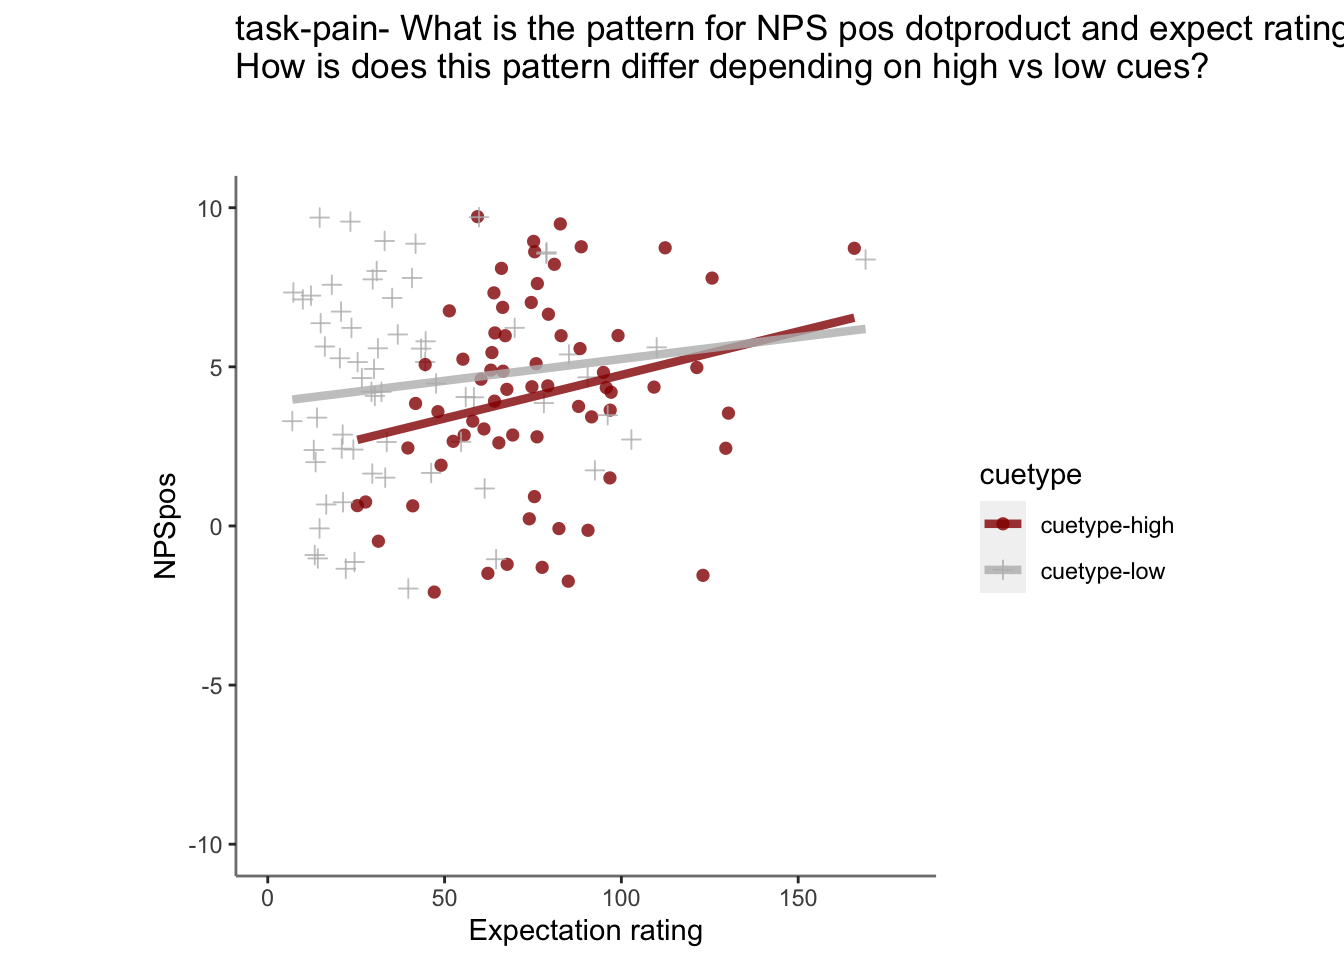 task-pain- What is the pattern for NPS pos dotproduct and expect rating
How is does this pattern differ depending on high vs low cues?
10
5
0
-5
-10
NPSpos
0 50 100 150
Expectation rating
cuetype
cuetype-high
cuetype-low